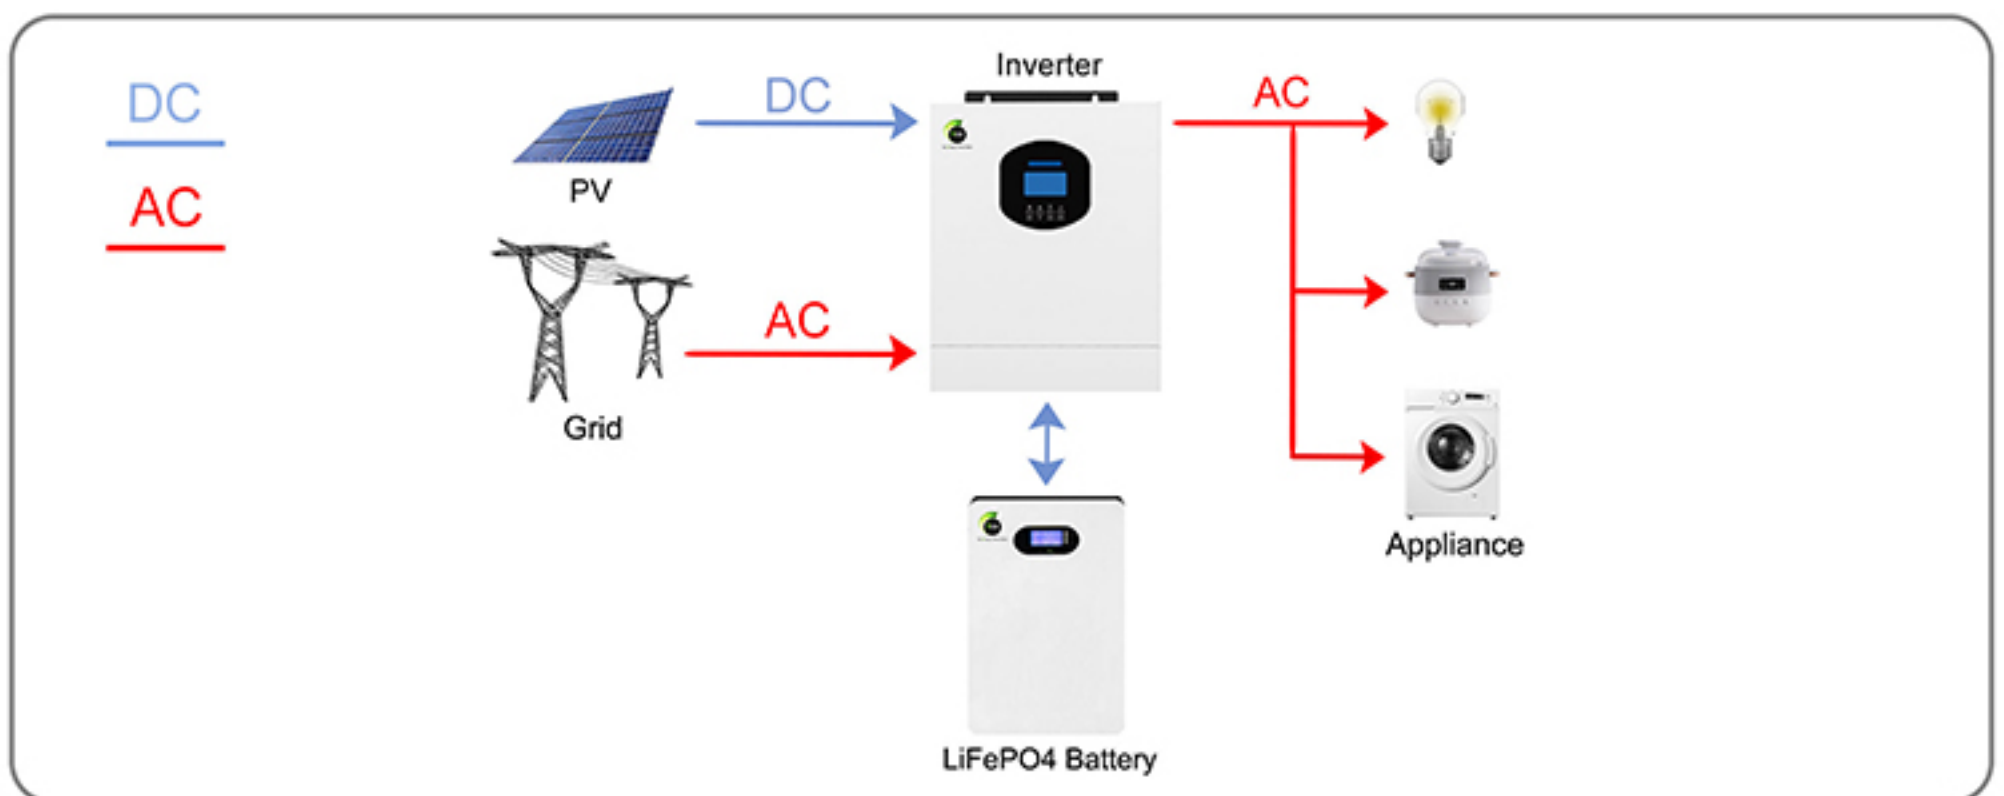 DC
AC
PV
DC
Grid
AC
Inverter
LiFePO4 Battery
AC
Appliance